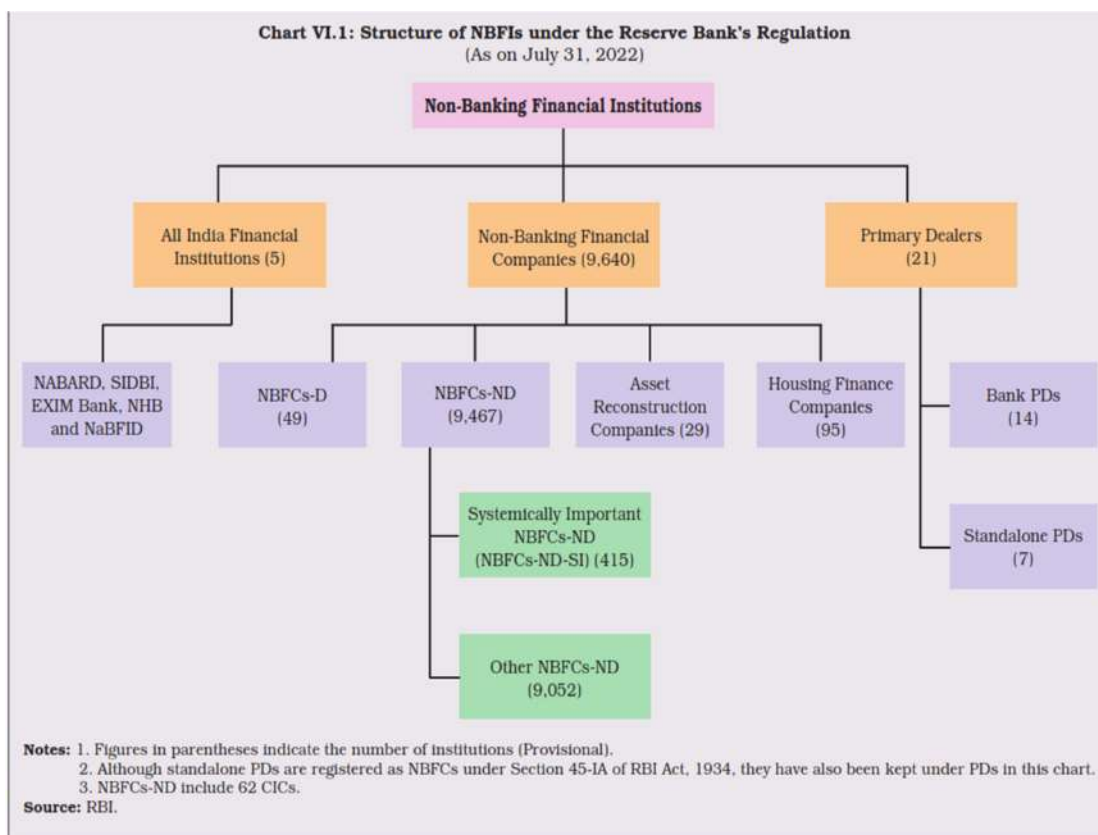 Chart VI.1: Structure of NBFIs under the Reserve Bank's Regulation
(As on July 31, 2022)
Non-Banking Financial Institutions
All India Financial
Institutions (5)
Non-Banking Financial
Companies (9,640)
Primary Dealers
(21)
NABARD, SIDBI,
EXIM Bank, NHB
and NaBFID
NBFCs-D
(49)
NBFCs-ND
(9,467)
Asset
Reconstruction
Companies (29)
Housing Finance
Companies
(95)
Bank PDs
(14)
Systemically Important
NBFCs-ND
(NBFCs-ND-SI) (415)
Standalone PDs
(7)
Other NBFCs-ND
(9,052)
Notes: 1. Figures in parentheses indicate the number of institutions (Provisional).
2. Although standalone PDs are registered as NBFCs under Section 45-IA of RBI Act, 1934, they have also been kept under PDs in this chart.
3. NBFCs-ND include 62 CICs.
Source: RBI.